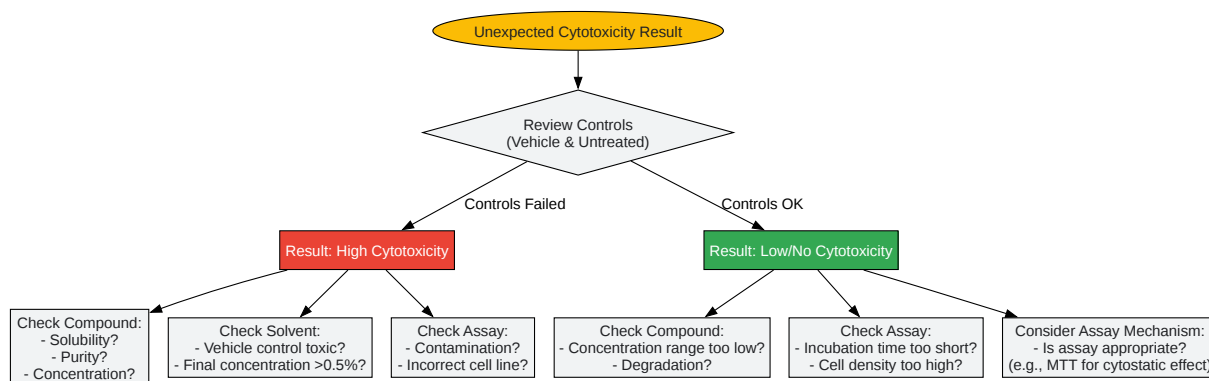 Unexpected Cytotoxicity Result
Review Controls
(Vehicle & Untreated)
Controls Failed
Controls OK
Result: High Cytotoxicity
Result: Low/No Cytotoxicity
Check Compound:
- Solubility?
- Purity?
- Concentration?
Check Solvent:
- Vehicle control toxic?
- Final concentration >0.5%?
Check Assay:
- Contamination?
- Incorrect cell line?
Check Compound:
- Concentration range too low?
- Degradation?
Check Assay:
- Incubation time too short?
- Cell density too high?
Consider Assay Mechanism:
- Is assay appropriate?
(e.g., MTT for cytostatic effect)